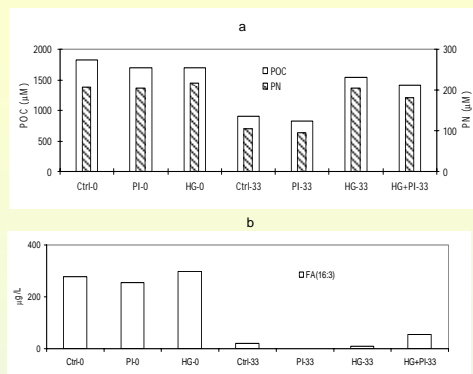 a
2000
1500
1000
500
0
POC (µM)
300
200
100
0
PN (µM)
POC
PN
Ctrl-0 PI-0 HG-0 Ctrl-33 PI-33 HG-33 HG+PI-33
b
400
200
0
µg/L
FA(16:3)
Ctrl-0 PI-0 HG-0 Ctrl-33 PI-33 HG-33 HG+PI-33